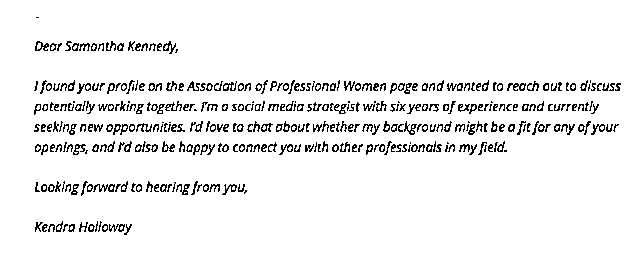 -
Dear Samantha Kennedy,
I found your profile on the Association of Professional Women page and wanted to reach out to discuss
potentially working together. I'm a social media strategist with six years of experience and currently
seeking new opportunities. I'd love to chat about whether my background might be a fit for any of your
openings, and I'd also be happy to connect you with other professionals in my field.
Looking forward to hearing from you,
Kendra Holloway